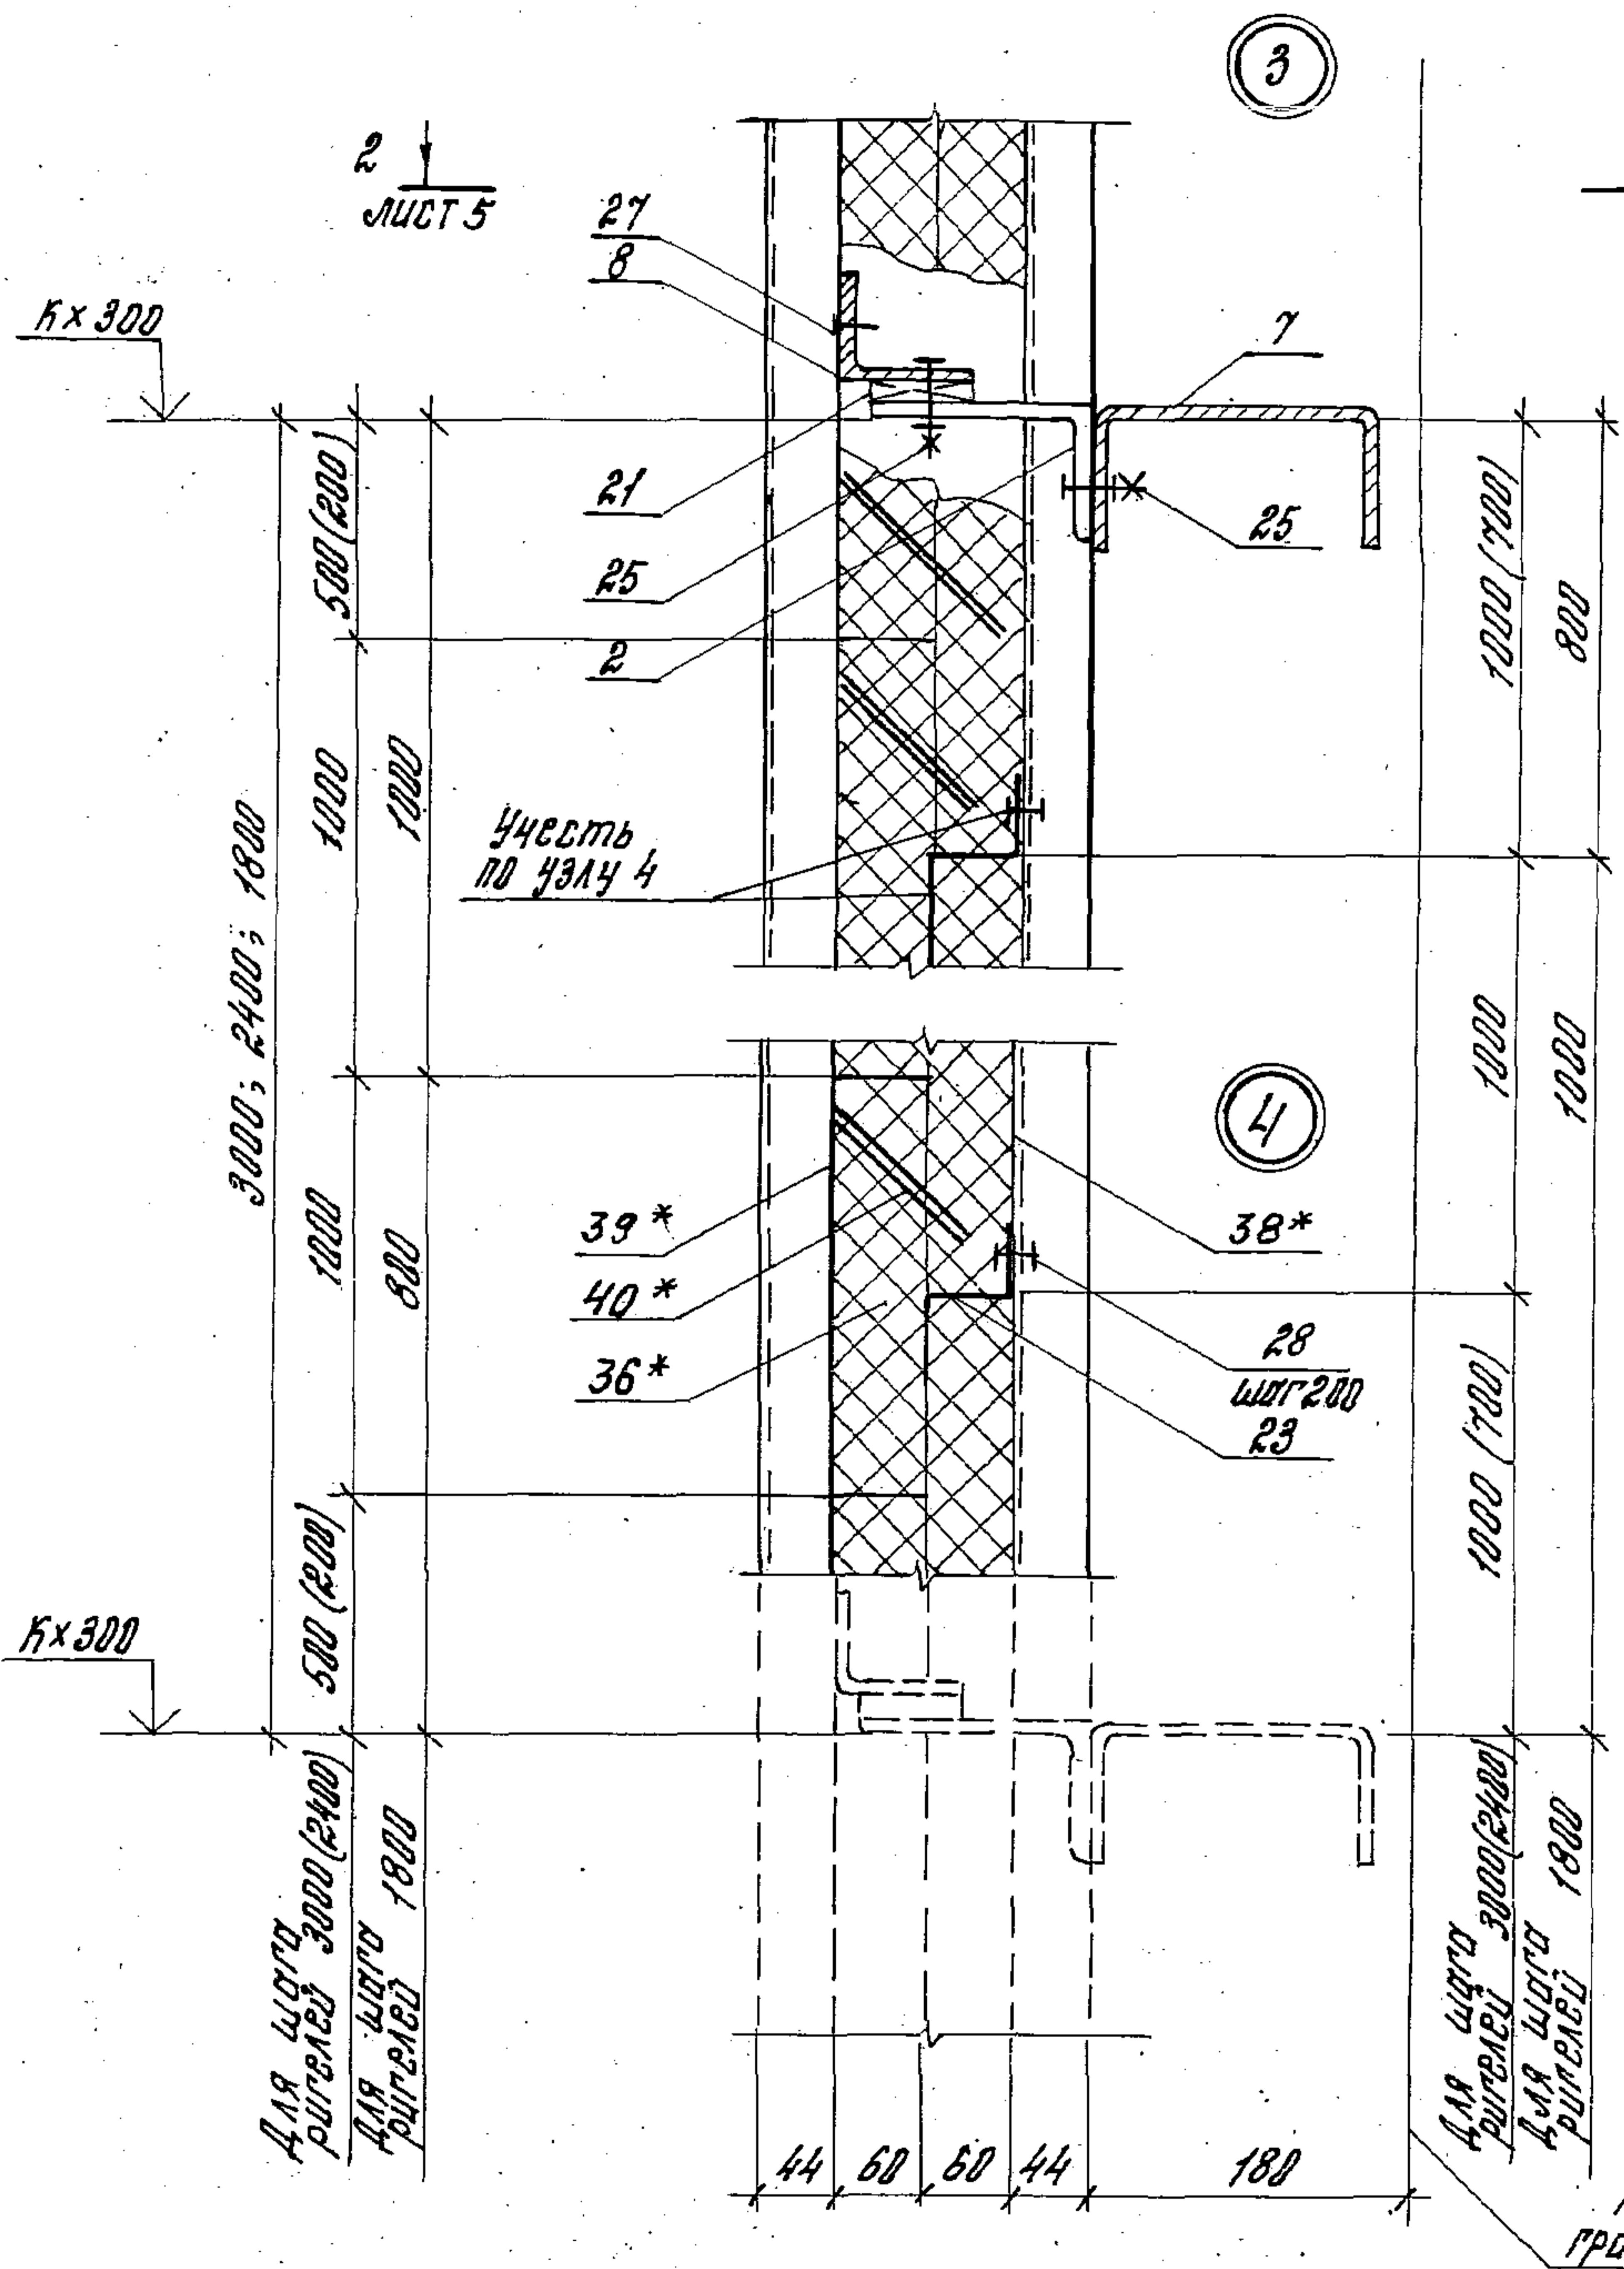 3
2
лист 5
27
8
К×300
7
21
25
25
2
500(200)
1000
1000
3000; 2400; 1800
1000(700)
800
Учесть
по узлу 4
1000
1000
4
39*
40*
36*
38*
28
шаг 200
23
1000
800
500(200)
1000(700)
К×300
Для шага
ригелей 3000(2400)
Для шага
ригелей 1800
Для шага
ригелей 3000(2400)
Для шага
ригелей 1800
44 60 60 44 180